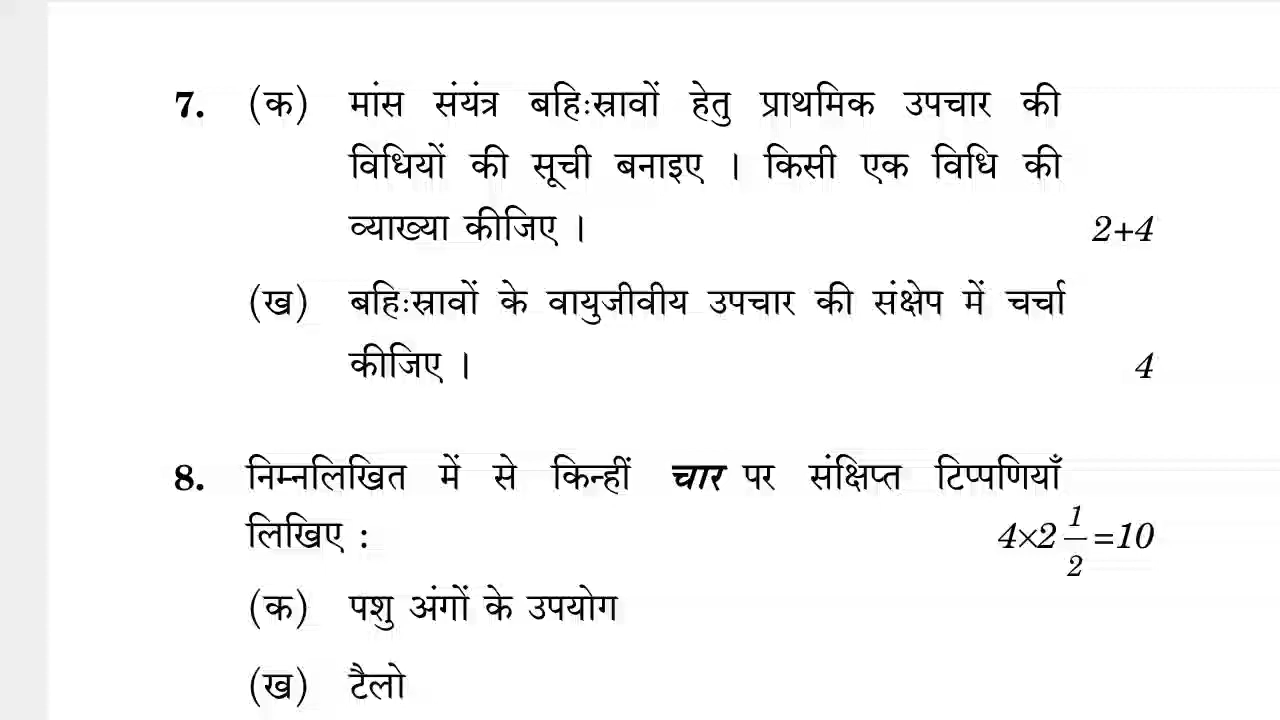 7. (क) मांस संयंत्र बहिःस्रावों हेतु प्राथमिक उपचार की
विधियों की सूची बनाइए । किसी एक विधि की
व्याख्या कीजिए । 2+4
(ख) बहिःस्रावों के वायुजीवीय उपचार की संक्षेप में चर्चा
कीजिए । 4
8. निम्नलिखित में से किन्हीं चार पर संक्षिप्त टिप्पणियाँ
लिखिए : 4×2 1/2 =10
(क) पशु अंगों के उपयोग
(ख) टैलो